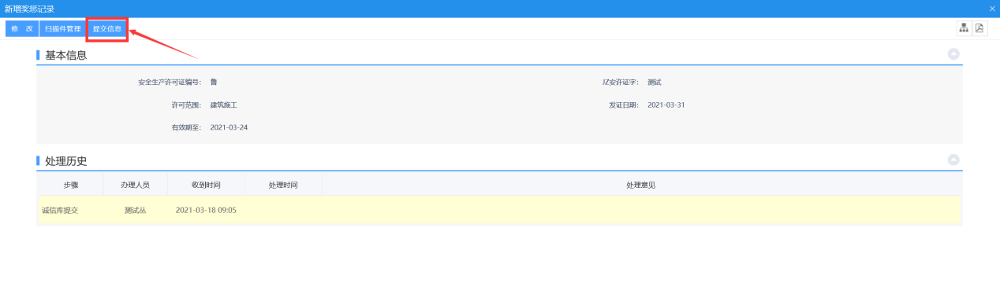 新增奖惩记录
修 改 扫描件管理 提交信息
基本信息
安全生产许可证编号： 鲁 JZ安许证字： 测试
许可范围： 建筑施工 发证日期： 2021-03-31
有效期至： 2021-03-24
处理历史
步骤 办理人员 收到时间 处理时间 处理意见
诚信库提交 测试丛 2021-03-18 09:05